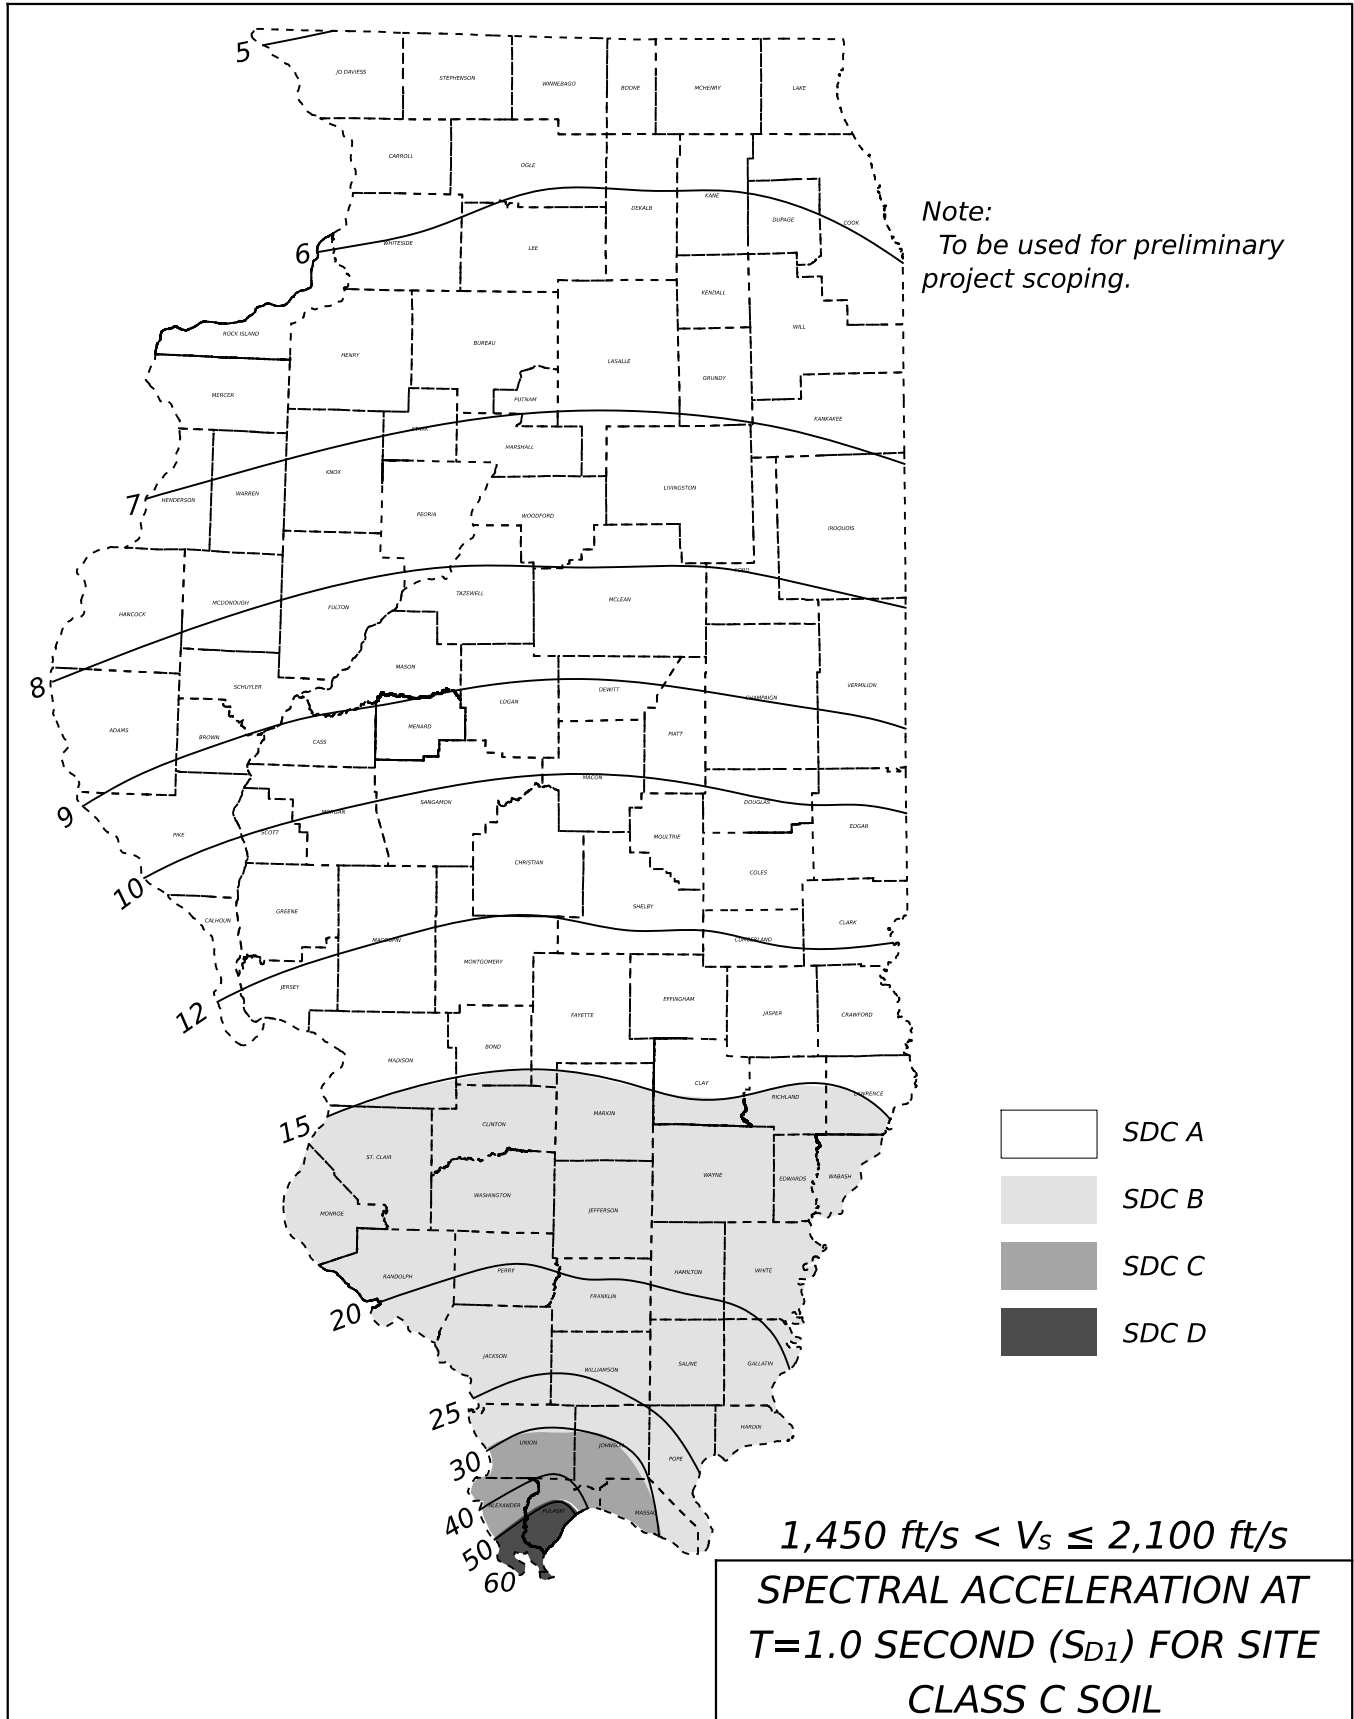 5
JO DAVIESS
STEPHENSON
WINNEBAGO
BOONE
MCHENRY
LAKE
CARROLL
OGLE
DEKALB
KANE
DUPAGE
COOK
Note:
To be used for preliminary
project scoping.
6
WHITESIDE
LEE
KENDALL
WILL
ROCK ISLAND
HENRY
BUREAU
LASALLE
GRUNDY
MERCER
PUTNAM
KANKAKEE
MARSHALL
7
HENDERSON
WARREN
KNOX
PEORIA
WOODFORD
LIVINGSTON
IROQUOIS
FORD
HANCOCK
MCDONOUGH
FULTON
TAZEWELL
MCLEAN
8
SCHUYLER
MASON
LOGAN
DEWITT
CHAMPAIGN
VERMILION
ADAMS
BROWN
CASS
MENARD
PIATT
9
PIKE
SCOTT
MORGAN
SANGAMON
MACON
DOUGLAS
EDGAR
MOULTRIE
10
CHRISTIAN
COLES
CALHOUN
GREENE
SHELBY
CLARK
MACOUPIN
CUMBERLAND
12
JERSEY
MONTGOMERY
FAYETTE
EFFINGHAM
JASPER
CRAWFORD
MADISON
BOND
CLAY
RICHLAND
LAWRENCE
15
CLINTON
MARION
SDC A
ST. CLAIR
WASHINGTON
WAYNE
EDWARDS
WABASH
SDC B
MONROE
JEFFERSON
RANDOLPH
PERRY
HAMILTON
WHITE
SDC C
20
FRANKLIN
SDC D
JACKSON
WILLIAMSON
SALINE
GALLATIN
25
HARDIN
30
UNION
JOHNSON
POPE
40
ALEXANDER
PULASKI
MASSAC
50
60
1,450 ft/s < Vs ≤ 2,100 ft/s
SPECTRAL ACCELERATION AT
T=1.0 SECOND (SD1) FOR SITE
CLASS C SOIL